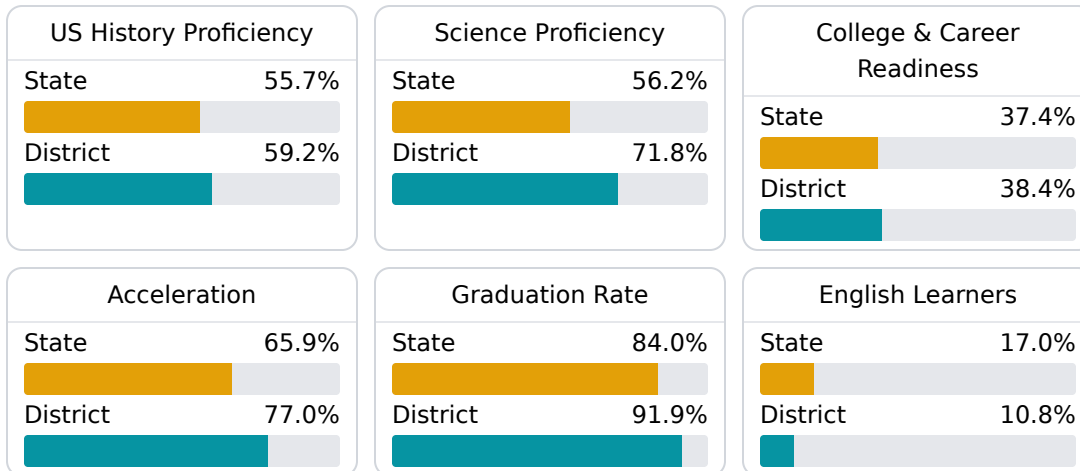 US History Proficiency
State 55.7%
District 59.2%
Science Proficiency
State 56.2%
District 71.8%
College & Career
Readiness
State 37.4%
District 38.4%
Acceleration
State 65.9%
District 77.0%
Graduation Rate
State 84.0%
District 91.9%
English Learners
State 17.0%
District 10.8%